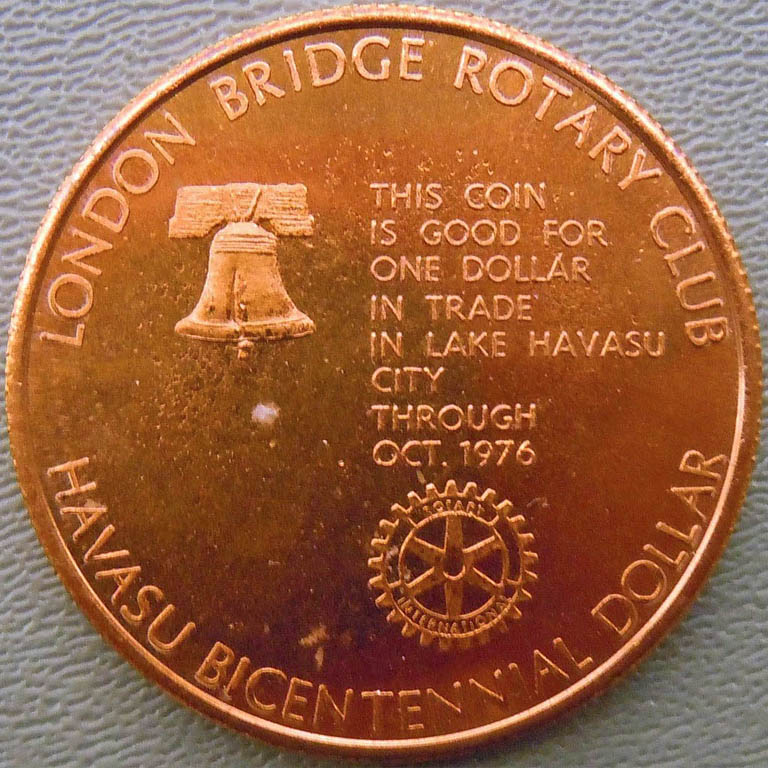 LONDON BRIDGE ROTARY CLUB
THIS COIN
IS GOOD FOR
ONE DOLLAR
IN TRADE
IN LAKE HAVASU
CITY
THROUGH
OCT. 1976
ROTARY
INTERNATIONAL
HAVASU BICENTENNIAL DOLLAR